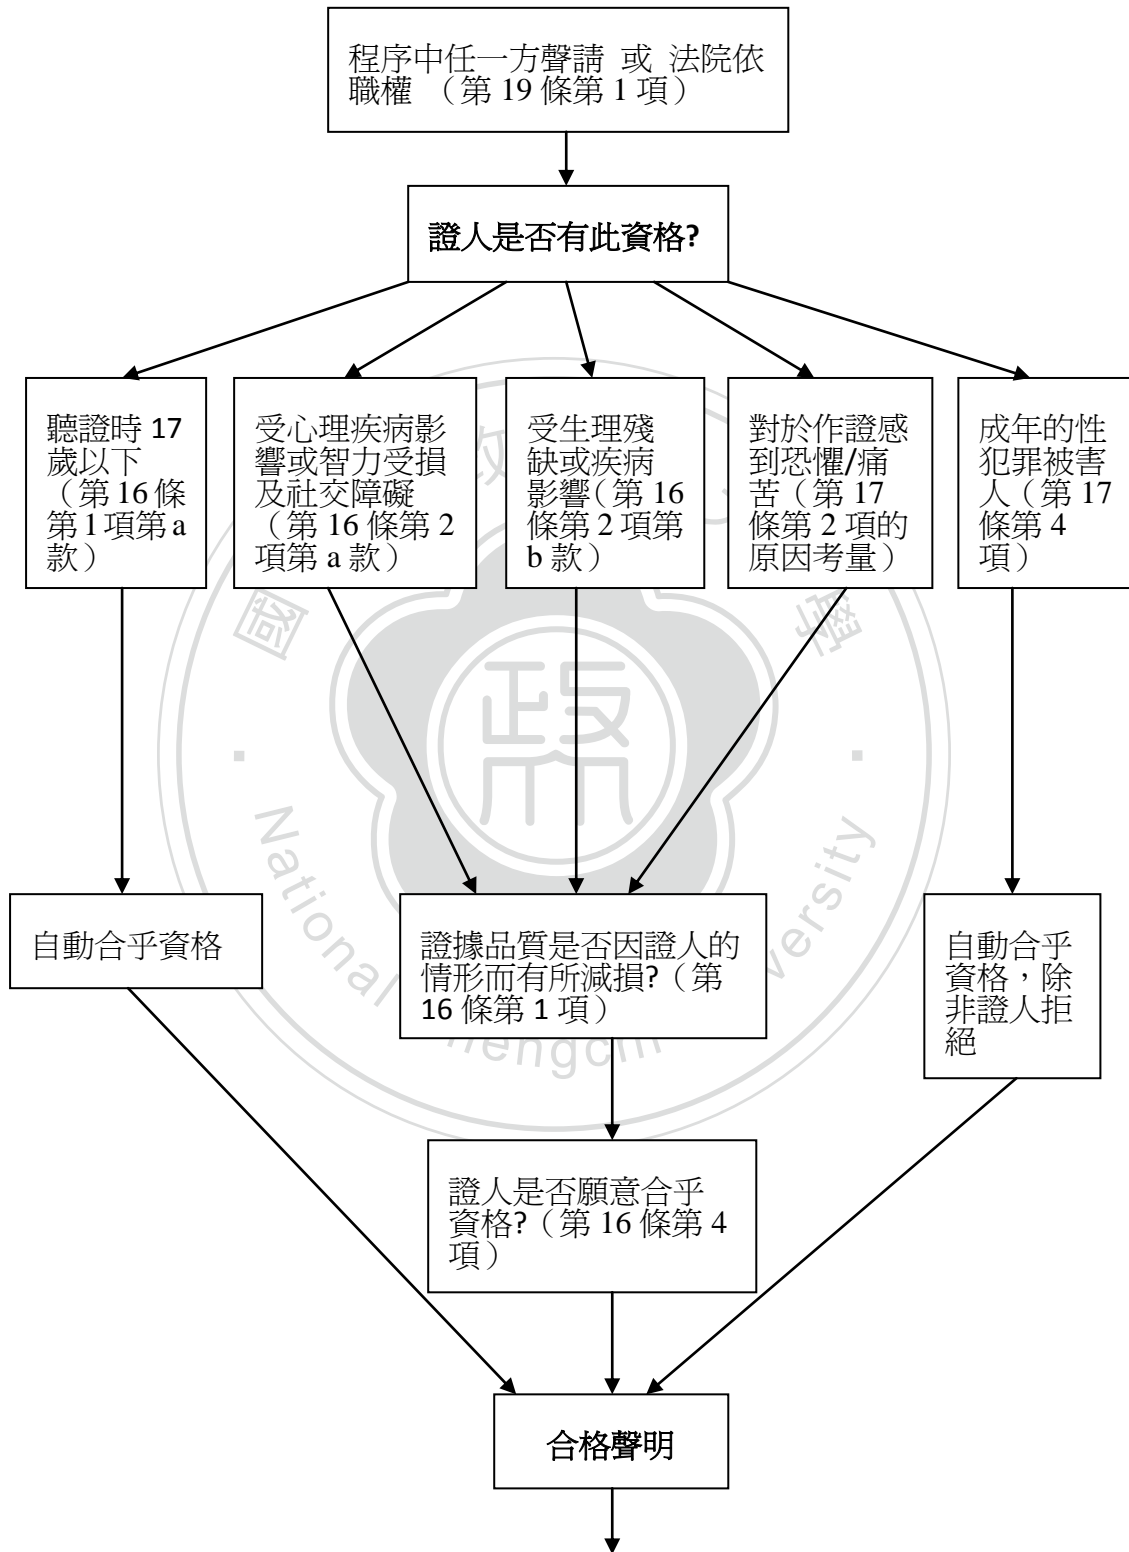 程序中任一方聲請 或 法院依
職權 （第 19 條第 1 項）
證人是否有此資格?
聽證時 17
歲以下
（第 16 條
第 1 項第 a
款）
受心理疾病影
響或智力受損
及社交障礙
（第 16 條第 2
項第 a 款）
受生理殘
缺或疾病
影響（第 16
條第 2 項第
b 款）
對於作證感
到恐懼/痛
苦（第 17
條第 2 項的
原因考量）
成年的性
犯罪被害
人（第 17
條第 4
項）
自動合乎資格
證據品質是否因證人的
情形而有所減損?（第
16 條第 1 項）
自動合乎
資格，除
非證人拒
絕
證人是否願意合乎
資格?（第 16 條第 4
項）
合格聲明
國
政
學
National
hengchi
versity